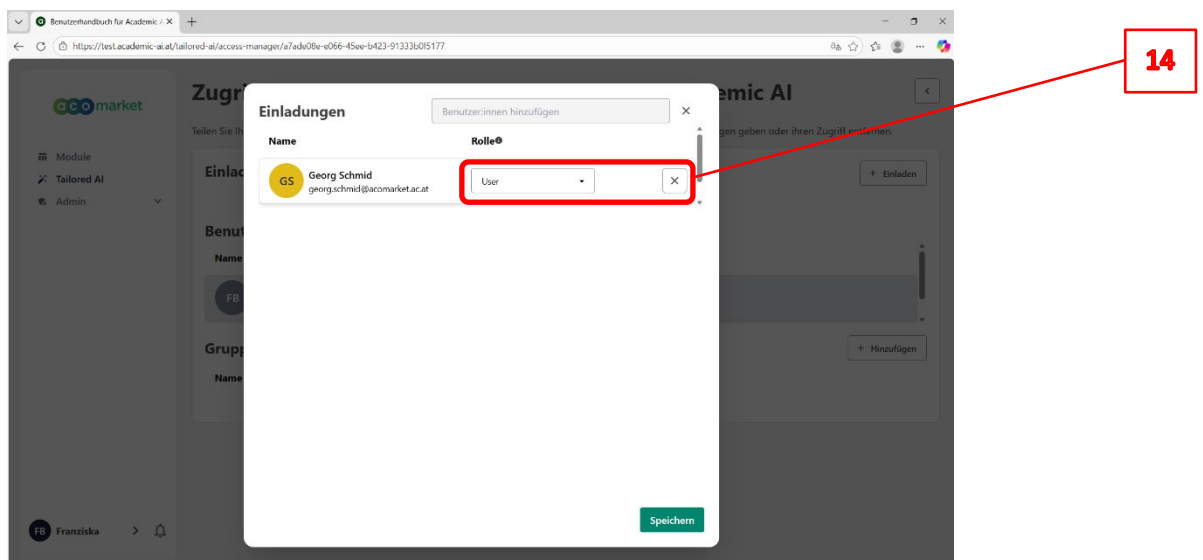 Benutzerhandbuch für Academic A
https://test.academic-ai.at/tailored-ai/access-manager/a7ade08e-e066-45ee-b423-91333b0f5177
14
acomarket
Zugr
emic AI
Teilen Sie Ih
gen geben oder ihren Zugriff entfernen.
Einladungen
Benutzer:innen hinzufügen
Name
Rolle
Module
Tailored AI
Admin
Einlad
+ Einladen
GS
Georg Schmid
georg.schmid@acomarket.ac.at
User
Benut
Name
FB
Grupp
+ Hinzufügen
Name
Speichern
FB Franziska